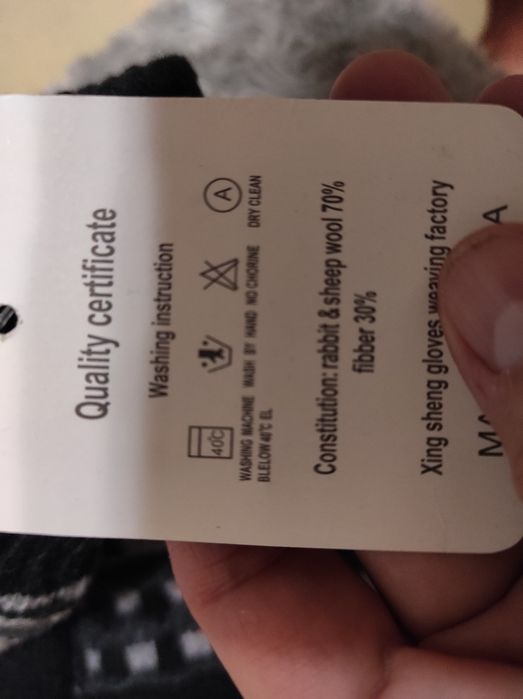 Quality certificate
Washing instruction
40C
A
WASHING MACHINE WASH BY HAND NO CHORINE DRY CLEAN
BLELOW 40°C EL
Constitution: rabbit & sheep wool 70%
fibber 30%
Xing sheng gloves weaving factory